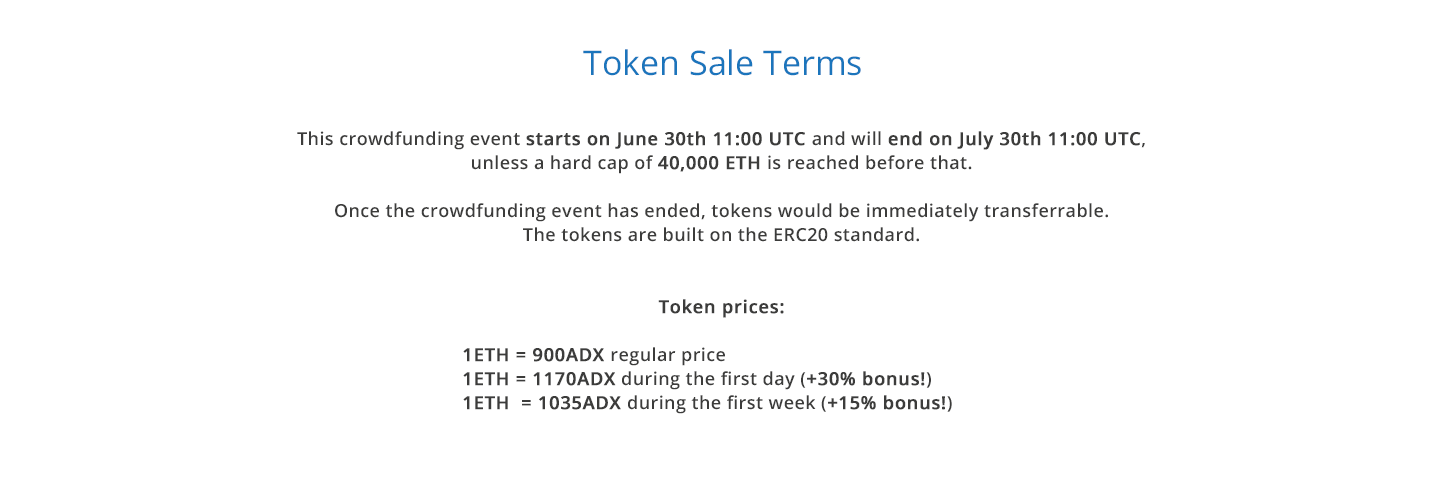 Token Sale Terms
This crowdfunding event starts on June 30th 11:00 UTC and will end on July 30th 11:00 UTC,
unless a hard cap of 40,000 ETH is reached before that.
Once the crowdfunding event has ended, tokens would be immediately transferrable.
The tokens are built on the ERC20 standard.
Token prices:
1ETH = 900ADX regular price
1ETH = 1170ADX during the first day (+30% bonus!)
1ETH  = 1035ADX during the first week (+15% bonus!)